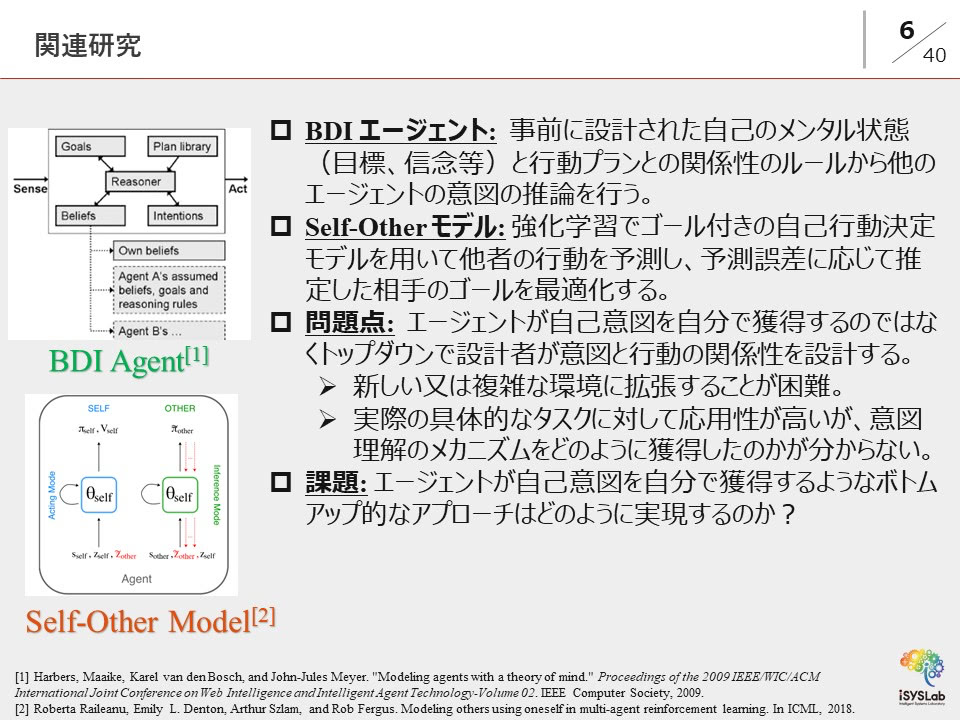 関連研究
6
40
Goals
Plan library
Reasoner
Sense
Act
Beliefs
Intentions
Own beliefs
Agent A's assumed
beliefs, goals and
reasoning rules
Agent B's ...
BDI Agent[1]
SELF
OTHER
πself , Vself
πother
Acting Mode
θself
θself
Inference Mode
sself , zself , z̃other
sother , z̃other , zself
Agent
Self-Other Model[2]
BDI エージェント: 事前に設計された自己のメンタル状態
（目標、信念等）と行動プランとの関係性のルールから他の
エージェントの意図の推論を行う。
Self-Other モデル: 強化学習でゴール付きの自己行動決定
モデルを用いて他者の行動を予測し、予測誤差に応じて推
定した相手のゴールを最適化する。
問題点: エージェントが自己意図を自分で獲得するのではな
くトップダウンで設計者が意図と行動の関係性を設計する。
➢ 新しい又は複雑な環境に拡張することが困難。
➢ 実際の具体的なタスクに対して応用性が高いが、意図
理解のメカニズムをどのように獲得したのかが分からない。
課題: エージェントが自己意図を自分で獲得するようなボトム
アップ的なアプローチはどのように実現するのか？
[1] Harbers, Maaike, Karel van den Bosch, and John-Jules Meyer. "Modeling agents with a theory of mind." Proceedings of the 2009 IEEE/WIC/ACM
International Joint Conference on Web Intelligence and Intelligent Agent Technology-Volume 02. IEEE Computer Society, 2009.
[2] Roberta Raileanu, Emily L. Denton, Arthur Szlam, and Rob Fergus. Modeling others using oneself in multi-agent reinforcement learning. In ICML, 2018.
iSYSLab
Intelligent Systems Laboratory